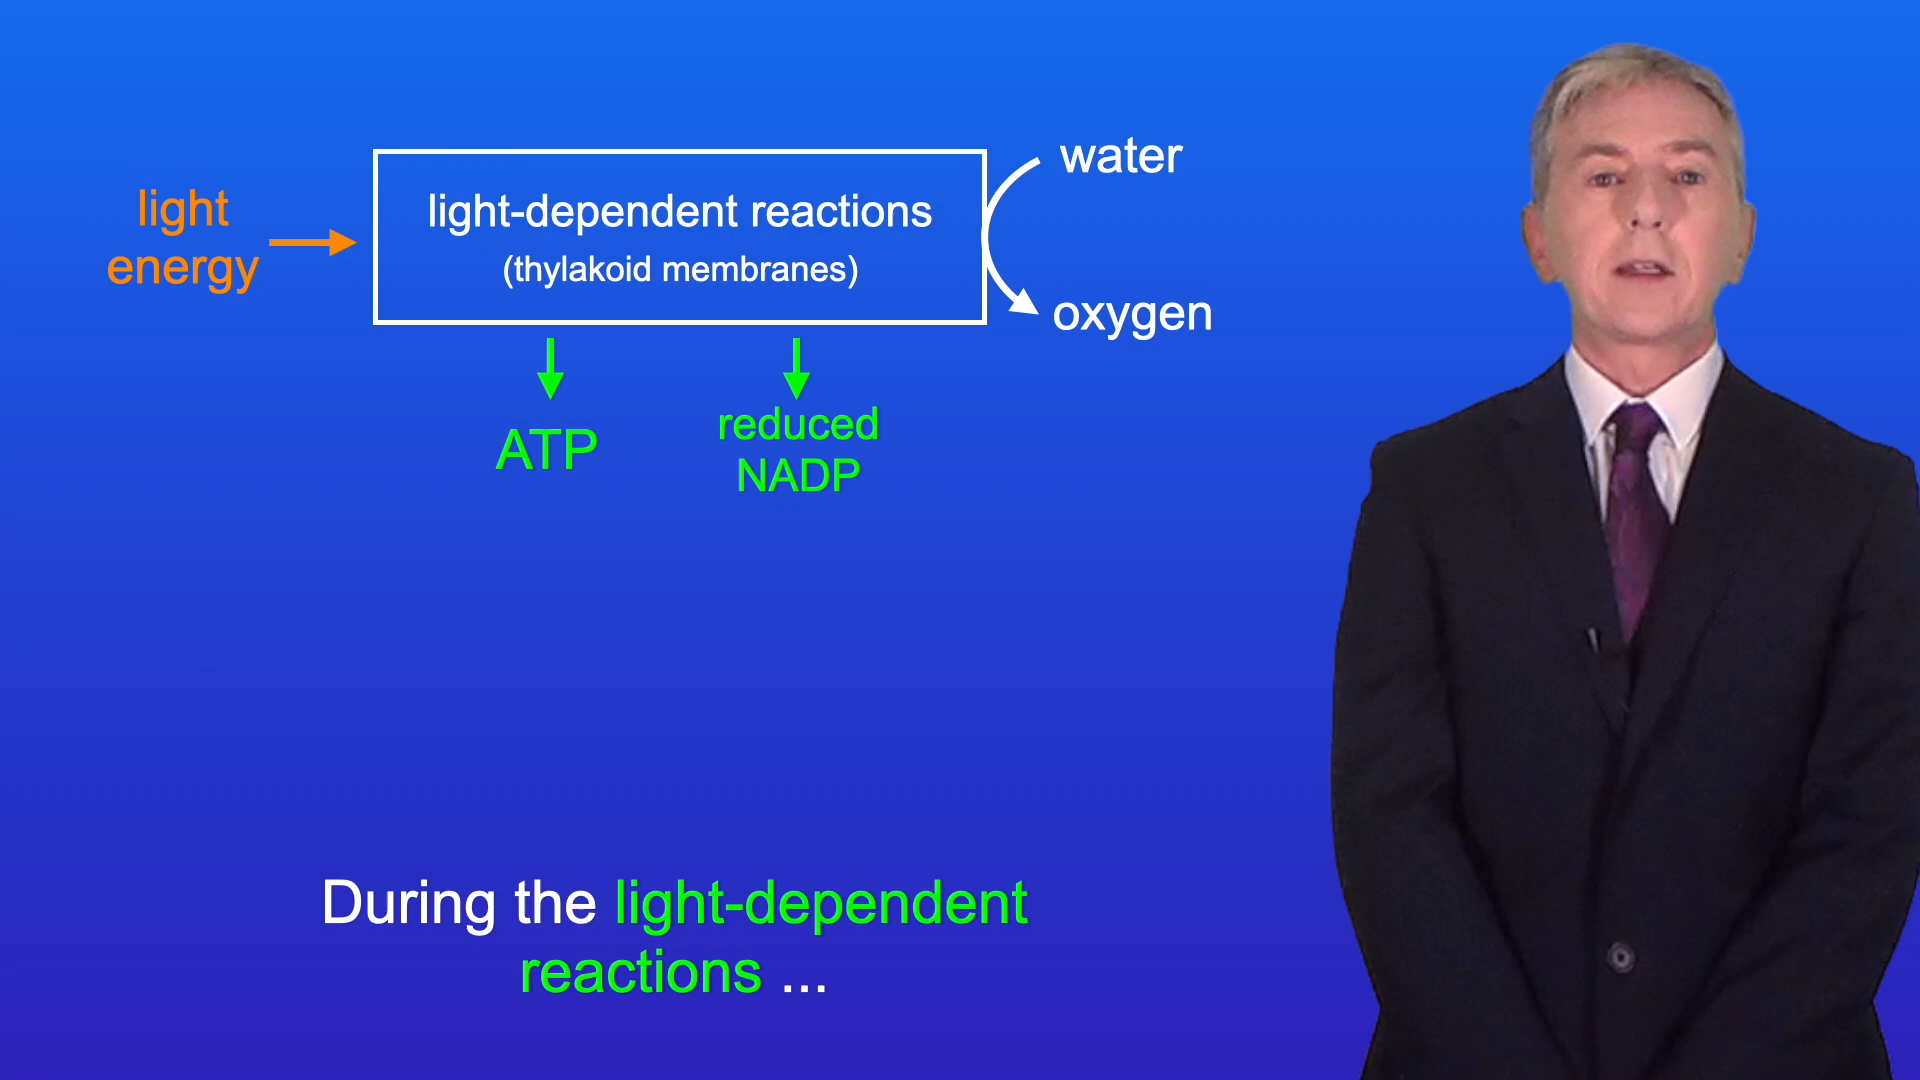 light
energy
light-dependent reactions
(thylakoid membranes)
water
oxygen
ATP
reduced
NADP
During the light-dependent
reactions ...